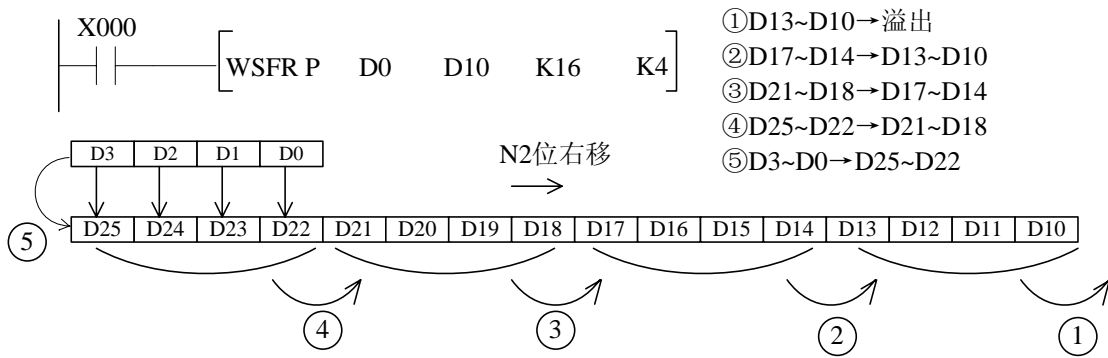 X000
WSFR P D0 D10 K16 K4
①D13~D10→溢出
②D17~D14→D13~D10
③D21~D18→D17~D14
④D25~D22→D21~D18
⑤D3~D0→D25~D22
D3 D2 D1 D0
N2位右移
D25 D24 D23 D22 D21 D20 D19 D18 D17 D16 D15 D14 D13 D12 D11 D10
⑤
④ ③ ② ①